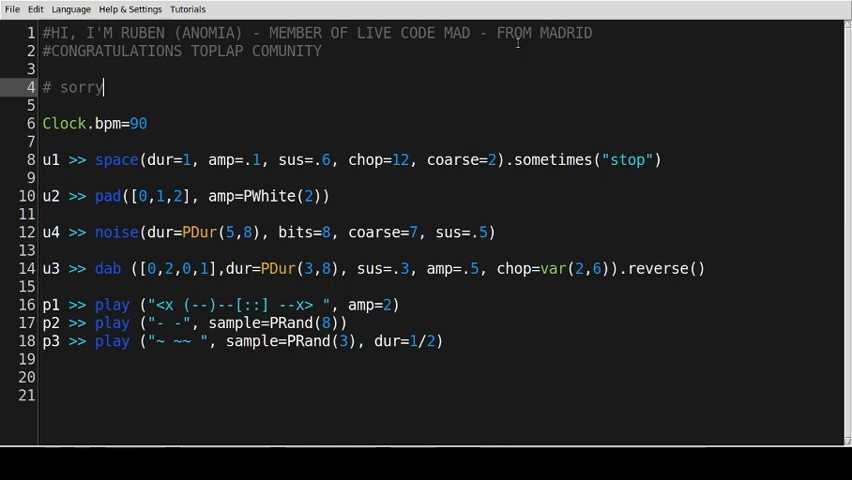 File Edit Language Help & Settings Tutorials
1 #HI, I'M RUBEN (ANOMIA) - MEMBER OF LIVE CODE MAD - FROM MADRID
2 #CONGRATULATIONS TOPLAP COMUNITY
3
4 # sorry
5
6 Clock.bpm=90
7
8 u1 >> space(dur=1, amp=.1, sus=.6, chop=12, coarse=2).sometimes("stop")
9
10 u2 >> pad([0,1,2], amp=PWhite(2))
11
12 u4 >> noise(dur=PDur(5,8), bits=8, coarse=7, sus=.5)
13
14 u3 >> dab ([0,2,0,1],dur=PDur(3,8), sus=.3, amp=.5, chop=var(2,6)).reverse()
15
16 p1 >> play ("<x (--)--[::] --x> ", amp=2)
17 p2 >> play ("- -", sample=PRand(8))
18 p3 >> play ("~ ~~ ", sample=PRand(3), dur=1/2)
19
20
21